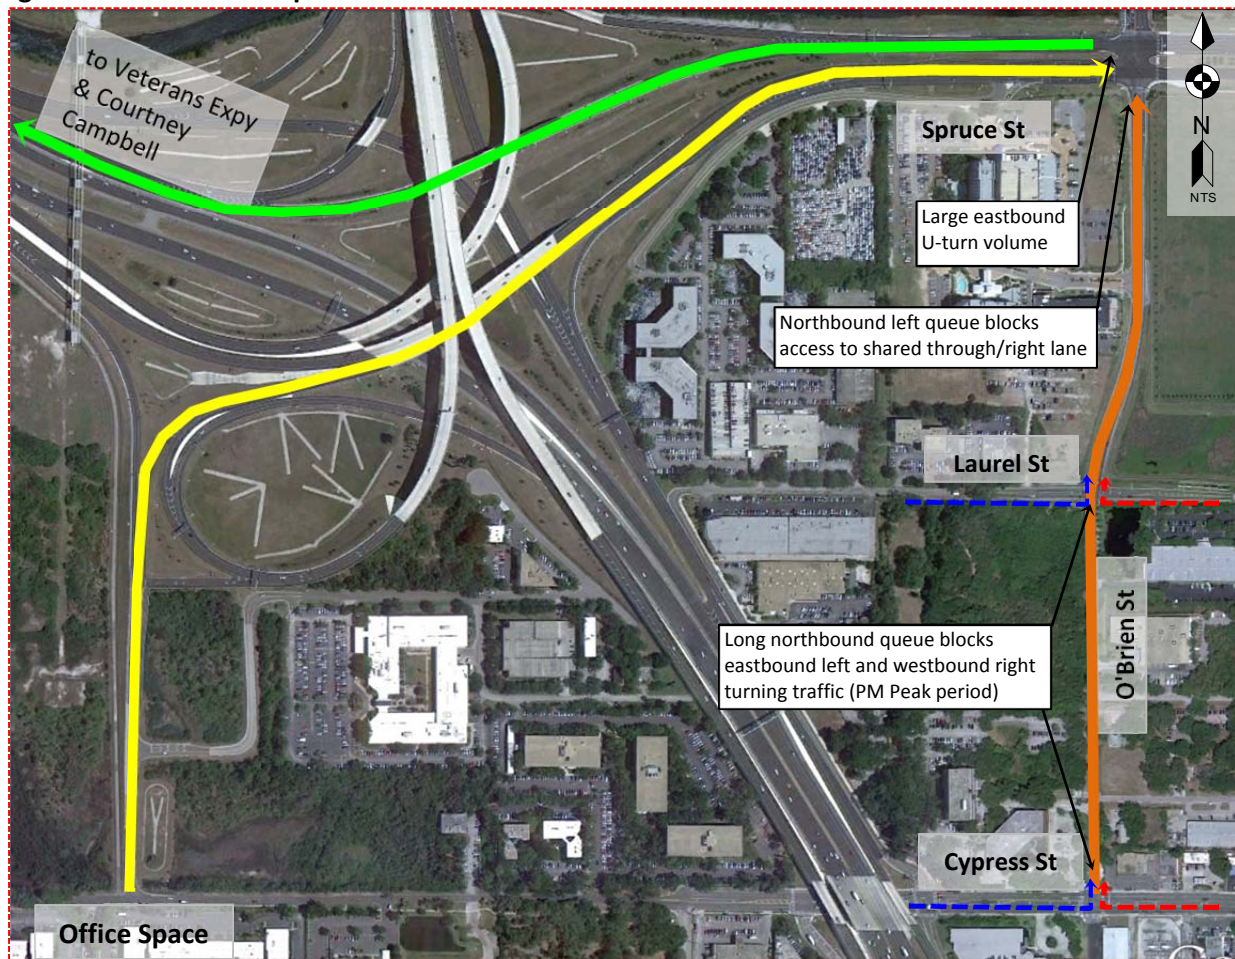 to Veterans Expy
& Courtney
Campbell
Spruce St
N
NTS
Large eastbound
U-turn volume
Northbound left queue blocks
access to shared through/right lane
Laurel St
Long northbound queue blocks
eastbound left and westbound right
turning traffic (PM Peak period)
O'Brien St
Cypress St
Office Space